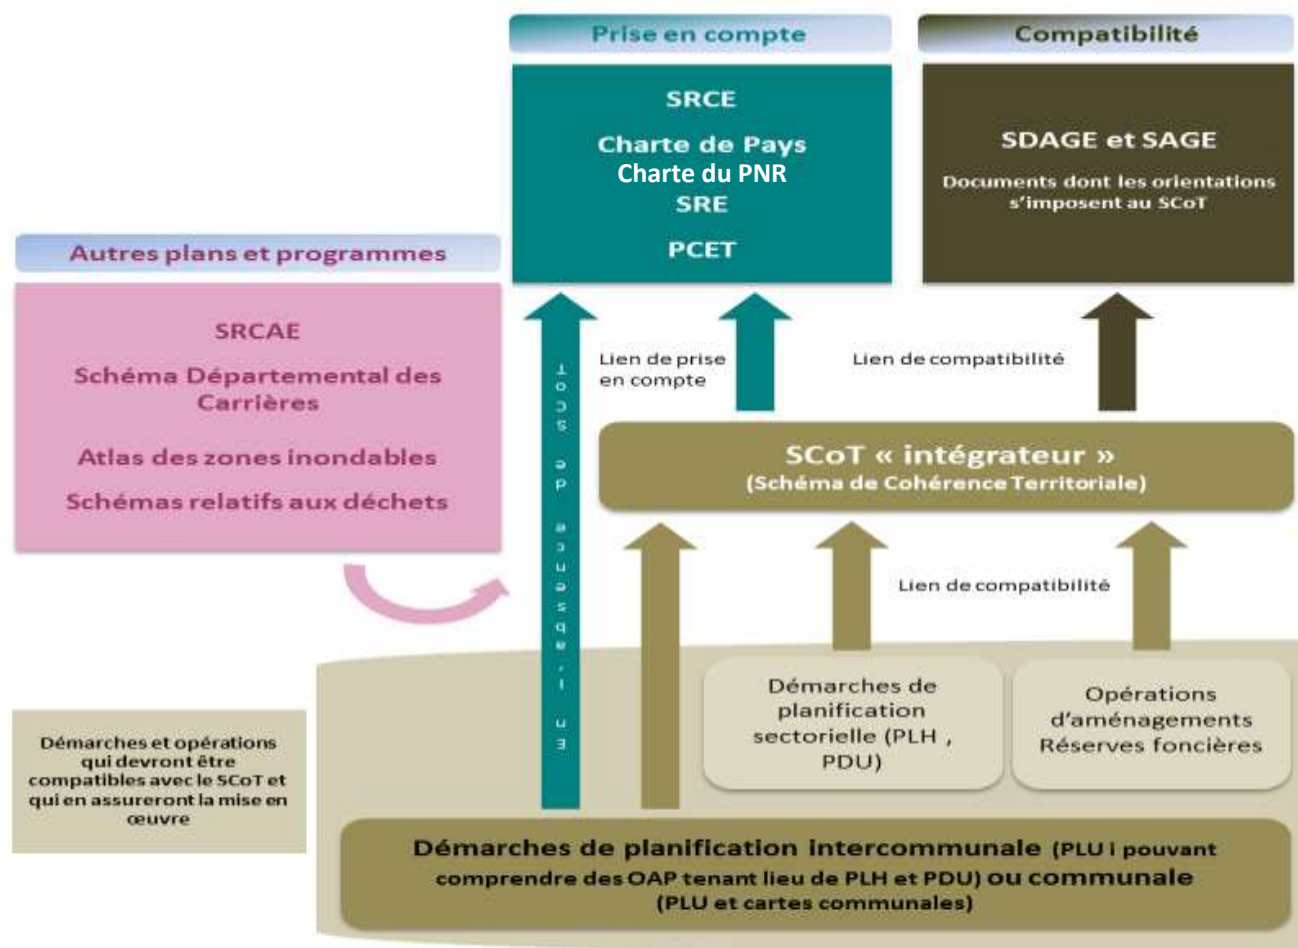 Prise en compte
SRCE
Charte de Pays
Charte du PNR
SRE
PCET
Compatibilité
SDAGE et SAGE
Documents dont les orientations
s'imposent au SCoT
Autres plans et programmes
SRCAE
Schéma Départemental des
Carrières
Atlas des zones inondables
Schémas relatifs aux déchets
En l'absence de SCoT
Lien de prise
en compte
Lien de compatibilité
SCoT « intégrateur »
(Schéma de Cohérence Territoriale)
Lien de compatibilité
Démarches de
planification
sectorielle (PLH ,
PDU)
Opérations
d'aménagements
Réserves foncières
Démarches et opérations
qui devront être
compatibles avec le SCoT et
qui en assureront la mise en
œuvre
Démarches de planification intercommunale (PLU i pouvant
comprendre des OAP tenant lieu de PLH et PDU) ou communale
(PLU et cartes communales)